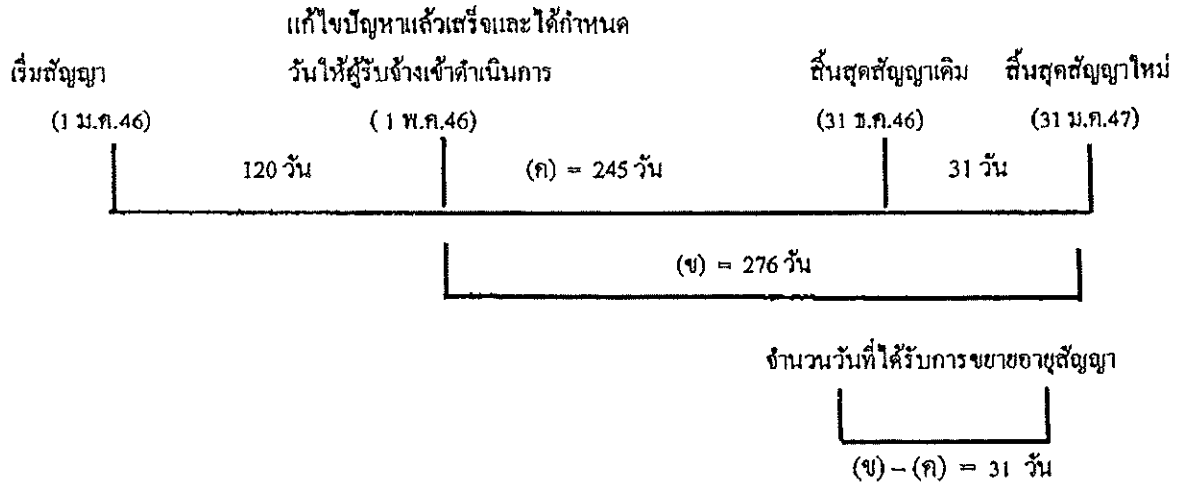 แก้ไขปัญหาแล้วเสร็จและได้กำหนด
เริ่มสัญญา วันให้ผู้รับจ้างเข้าดำเนินการ สิ้นสุดสัญญาเดิม สิ้นสุดสัญญาใหม่
(1 ม.ค.46) ( 1 พ.ค.46) (31 ธ.ค.46) (31 ม.ค.47)
120 วัน (ค) = 245 วัน 31 วัน
(ข) = 276 วัน
จำนวนวันที่ได้รับการขยายอายุสัญญา
(ข) – (ค) = 31 วัน